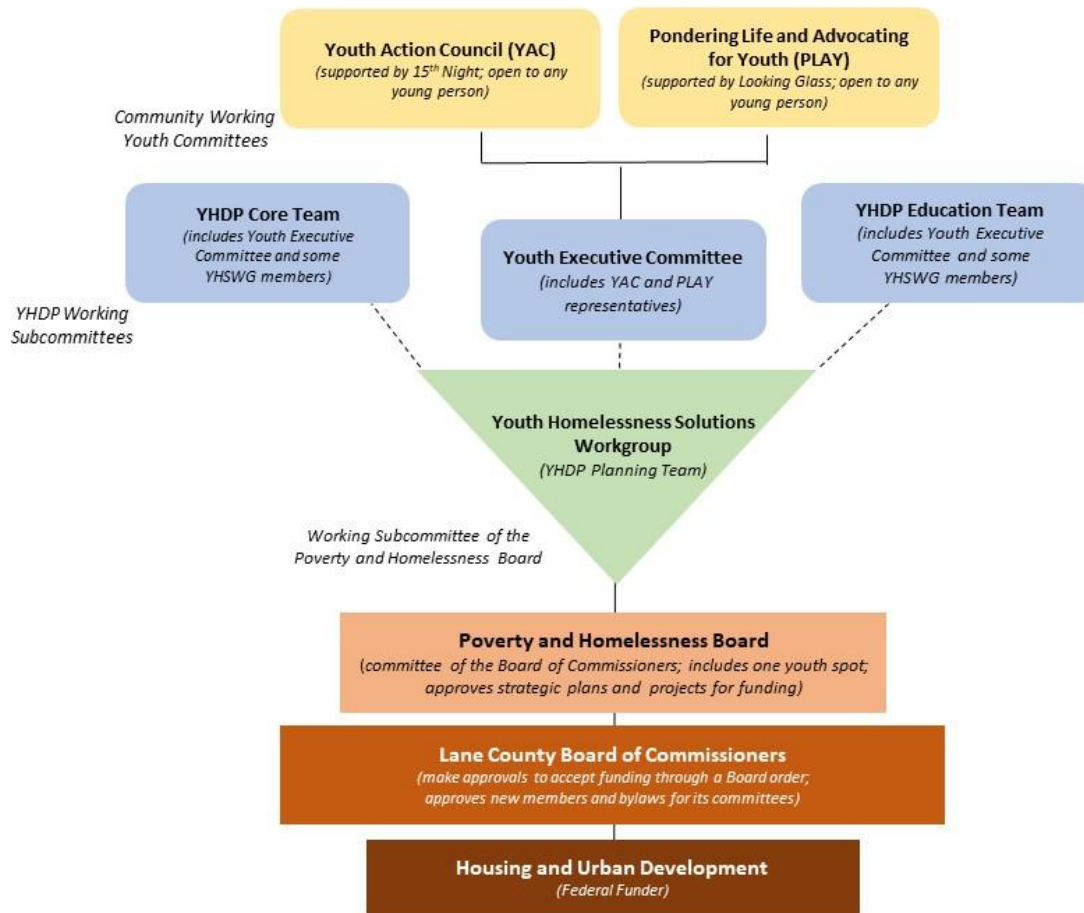 Youth Action Council (YAC)
(supported by 15th Night; open to any
young person)
Pondering Life and Advocating
for Youth (PLAY)
(supported by Looking Glass; open to any
young person)
Community Working
Youth Committees
YHDP Core Team
(includes Youth Executive
Committee and some
YHSWG members)
Youth Executive Committee
(includes YAC and PLAY
representatives)
YHDP Education Team
(includes Youth Executive
Committee and some
YHSWG members)
YHDP Working
Subcommittees
Youth Homelessness Solutions
Workgroup
(YHDP Planning Team)
Working Subcommittee of the
Poverty and Homelessness Board
Poverty and Homelessness Board
(committee of the Board of Commissioners; includes one youth spot;
approves strategic plans and projects for funding)
Lane County Board of Commissioners
(make approvals to accept funding through a Board order;
approves new members and bylaws for its committees)
Housing and Urban Development
(Federal Funder)